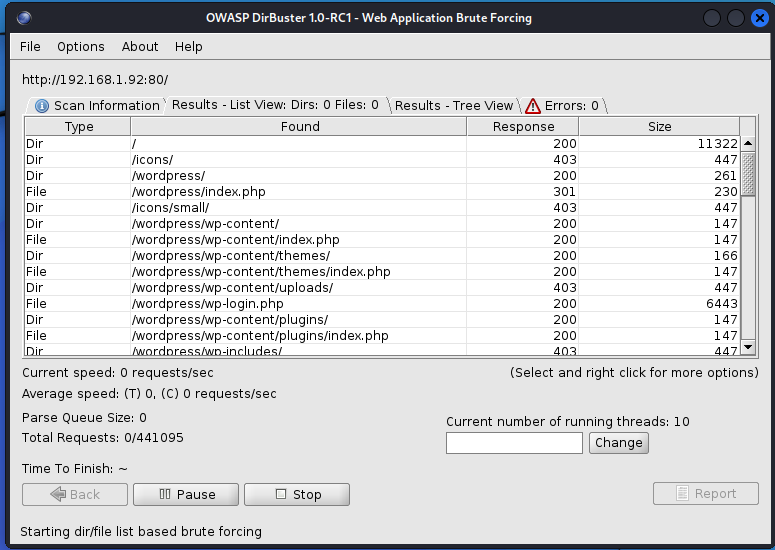 OWASP DirBuster 1.0-RC1 - Web Application Brute Forcing
File Options About Help
http://192.168.1.92:80/
Scan Information Results - List View: Dirs: 0 Files: 0 Results - Tree View Errors: 0
Type Found Response Size
Dir / 200 11322
Dir /icons/ 403 447
Dir /wordpress/ 200 261
File /wordpress/index.php 301 230
Dir /icons/small/ 403 447
Dir /wordpress/wp-content/ 200 147
File /wordpress/wp-content/index.php 200 147
Dir /wordpress/wp-content/themes/ 200 166
File /wordpress/wp-content/themes/index.php 200 147
Dir /wordpress/wp-content/uploads/ 403 447
File /wordpress/wp-login.php 200 6443
Dir /wordpress/wp-content/plugins/ 200 147
File /wordpress/wp-content/plugins/index.php 200 147
Dir /wordpress/wp-includes/ 403 447
Current speed: 0 requests/sec (Select and right click for more options)
Average speed: (T) 0, (C) 0 requests/sec
Parse Queue Size: 0 Current number of running threads: 10
Total Requests: 0/441095 Change
Time To Finish: ~
Back Pause Stop Report
Starting dir/file list based brute forcing